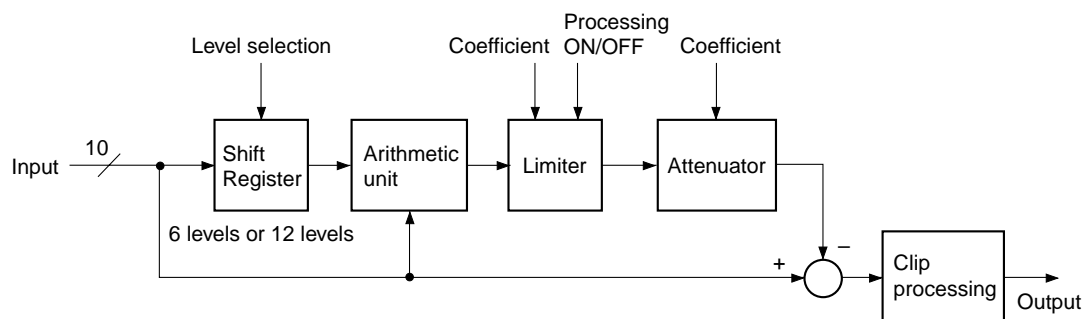 Processing
Level selection
Coefficient
ON/OFF
Coefficient
Input
10
Shift
Register
Arithmetic
unit
Limiter
Attenuator
6 levels or 12 levels
+
−
Clip
processing
Output